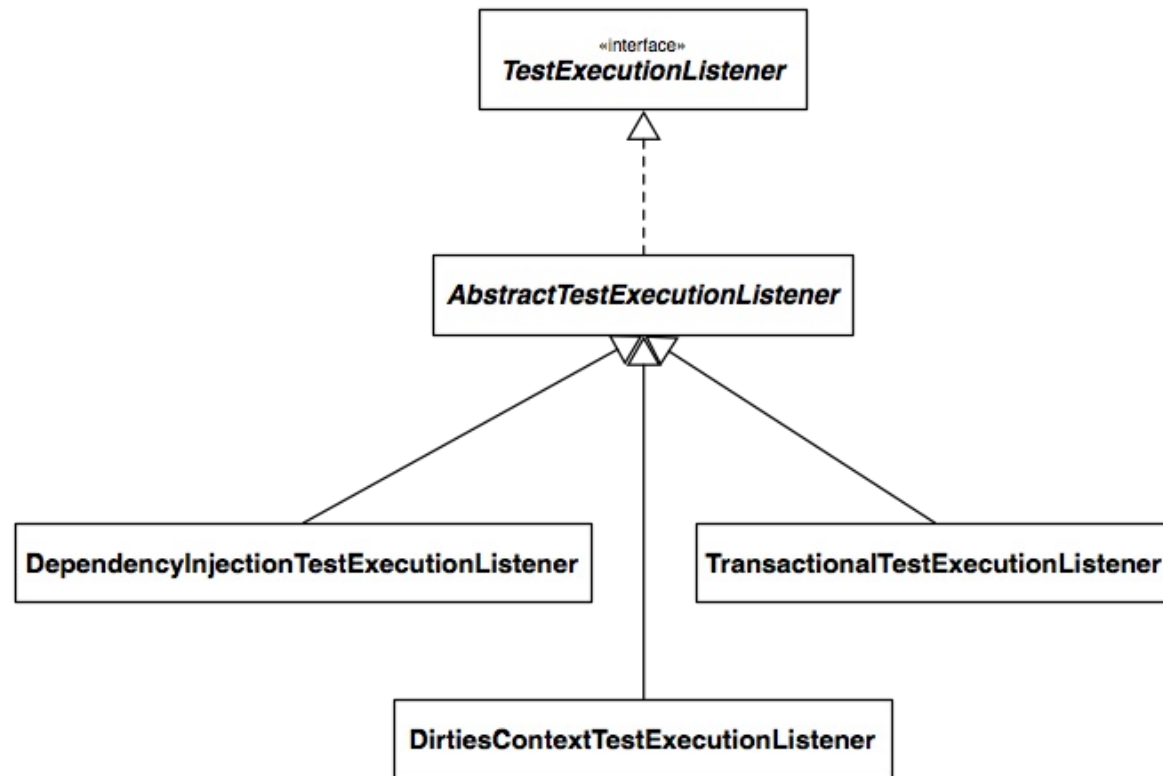 «interface»
TestExecutionListener
AbstractTestExecutionListener
DependencyInjectionTestExecutionListener
TransactionalTestExecutionListener
DirtiesContextTestExecutionListener